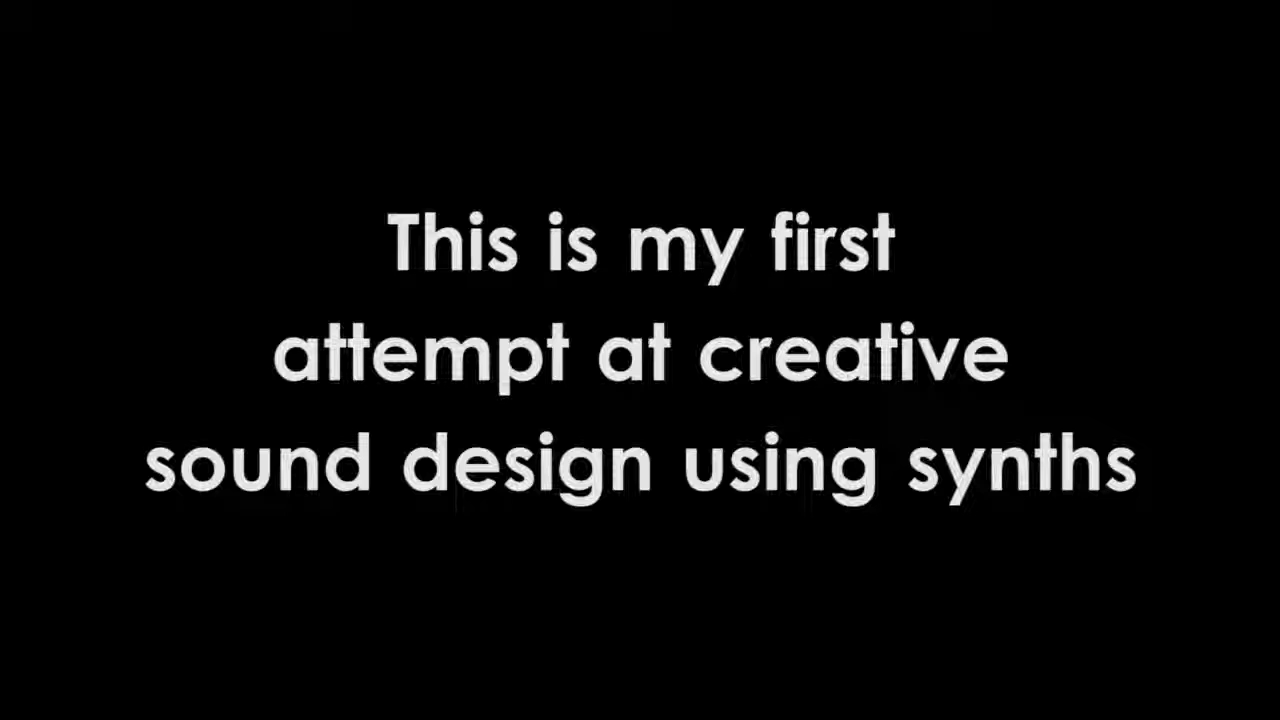 This is my first
attempt at creative
sound design using synths